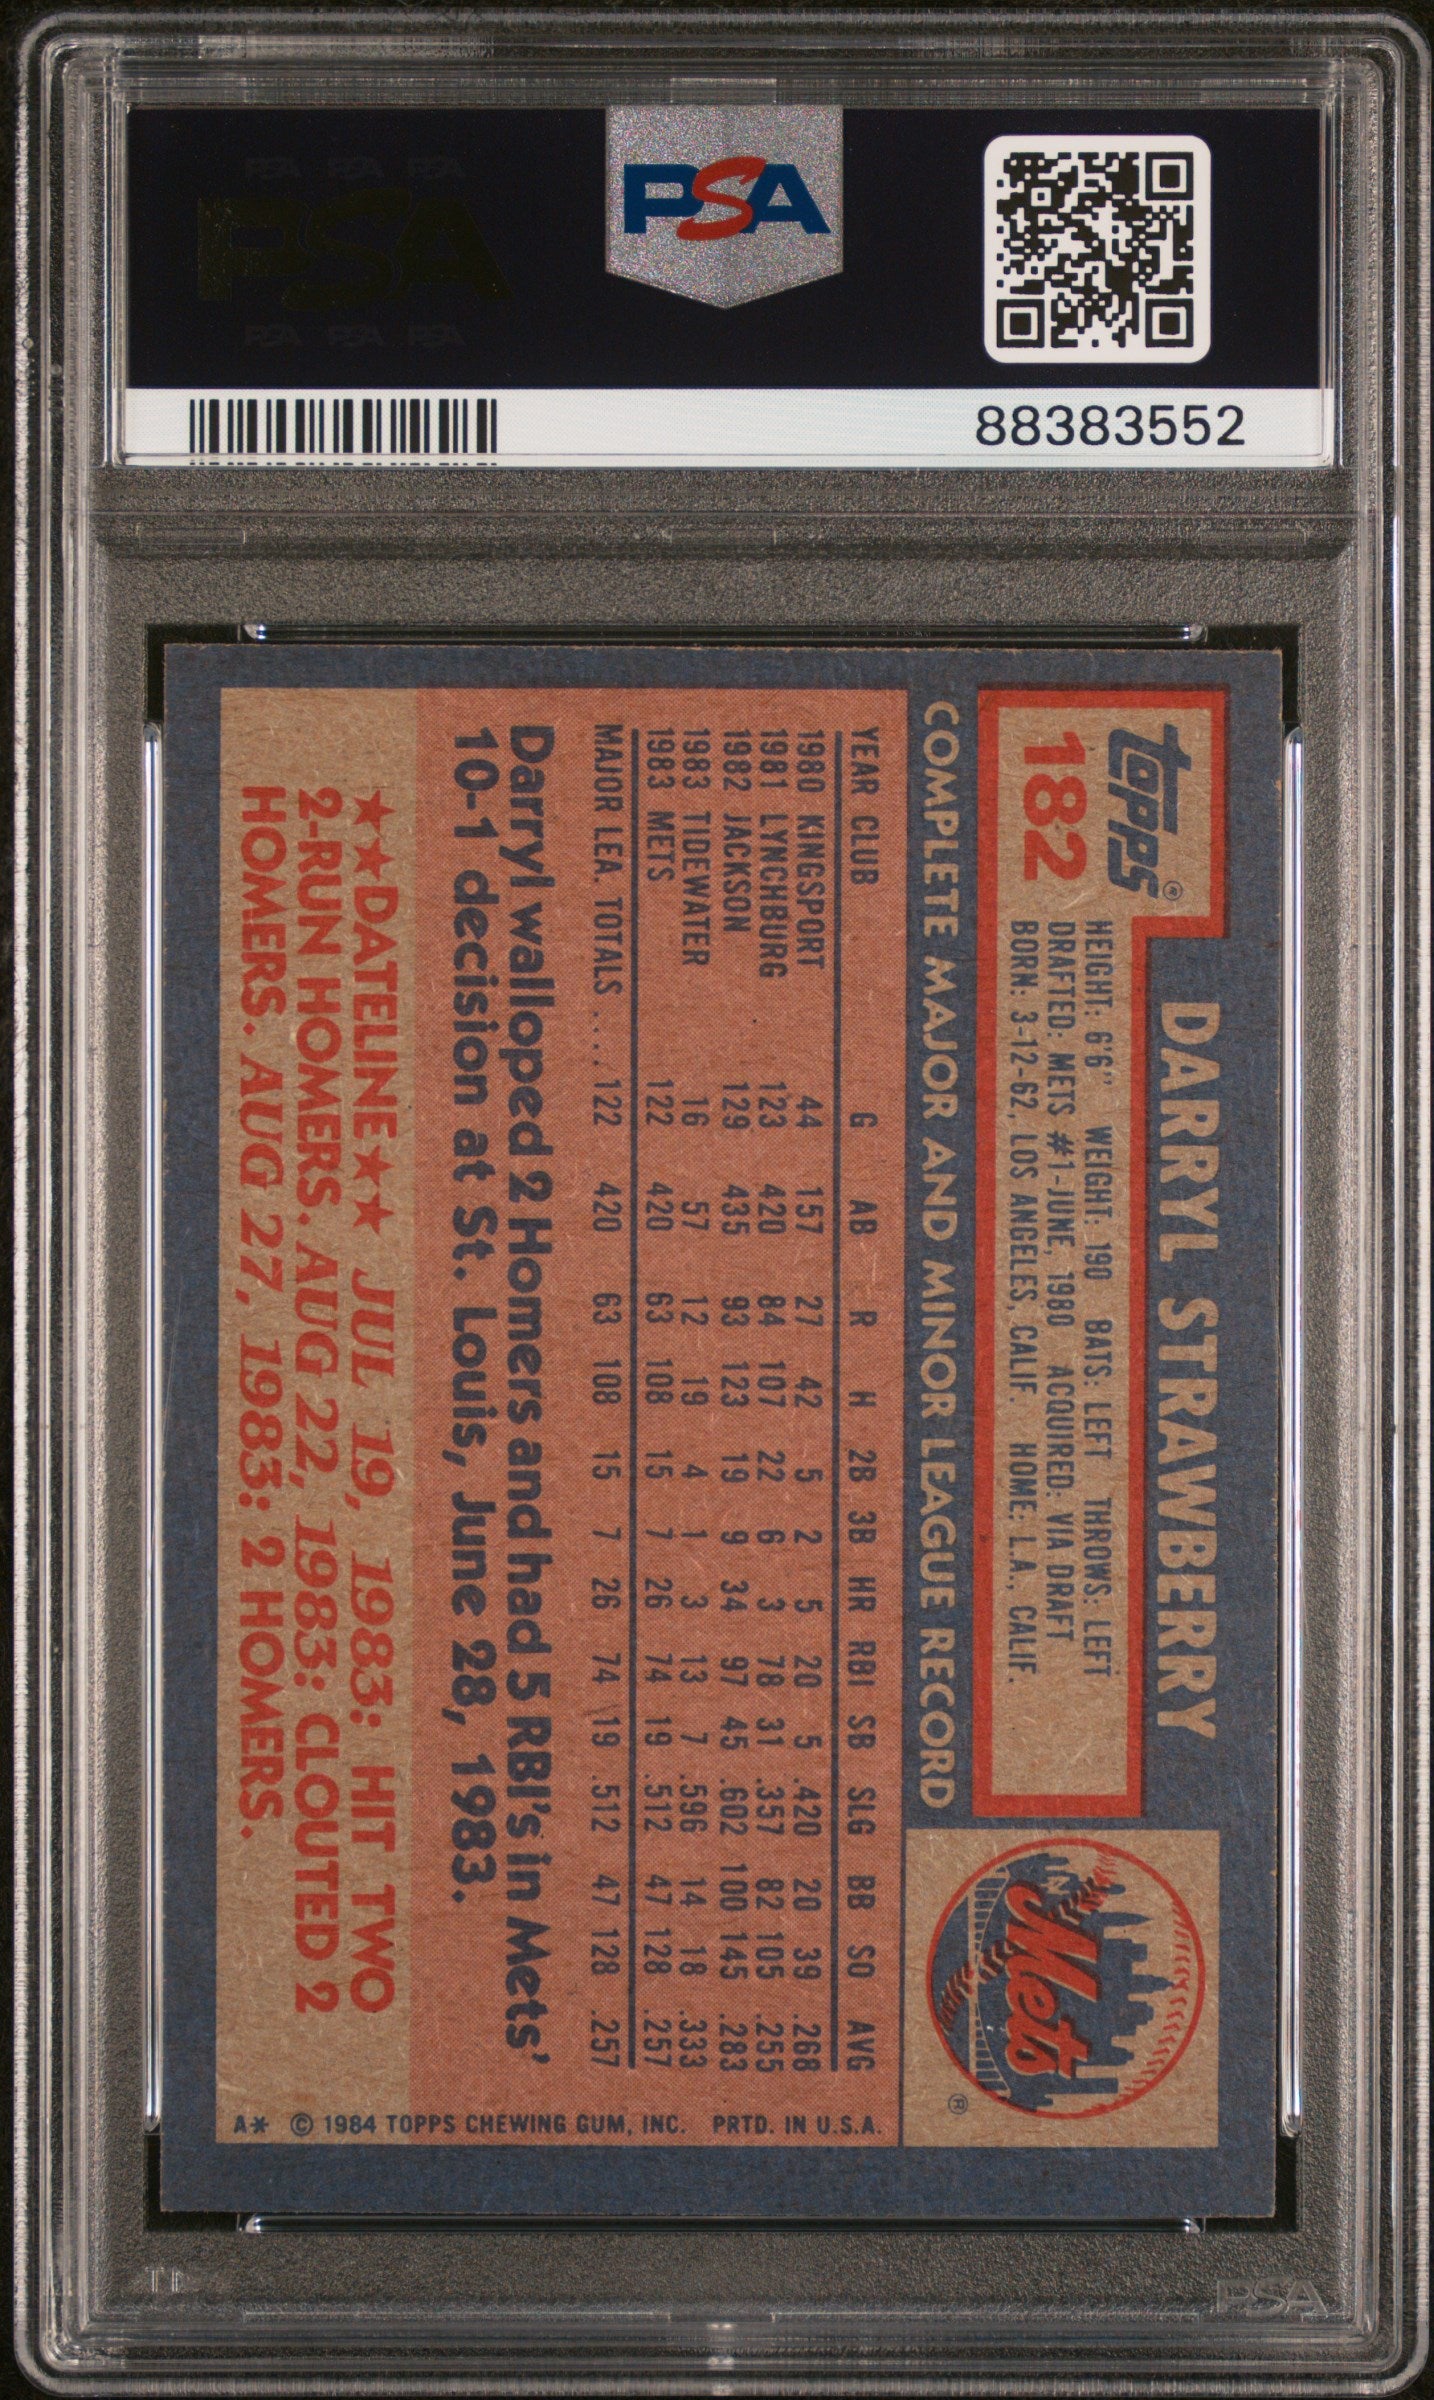 PSA PSA PSA
PSA
PSA PSA PSA
PSA
88383552
topps®
182
DARRYL STRAWBERRY
HEIGHT: 6'6" WEIGHT: 190 BATS: LEFT THROWS: LEFT
DRAFTED: METS #1-JUNE, 1980 ACQUIRED: VIA DRAFT
BORN: 3-12-62, LOS ANGELES, CALIF. HOME: L.A., CALIF.
Mets
®
COMPLETE MAJOR AND MINOR LEAGUE RECORD
YEAR CLUB G AB R H 2B 3B HR RBI SB SLG BB SO AVG
1980 KINGSPORT 44 157 27 42 5 2 5 20 5 .420 20 39 .268
1981 LYNCHBURG 123 420 84 107 22 6 3 78 31 .357 82 105 .255
1982 JACKSON 129 435 93 123 19 9 34 97 45 .602 100 145 .283
1983 TIDEWATER 16 57 12 19 4 1 3 13 7 .596 14 18 .333
1983 METS 122 420 63 108 15 7 26 74 19 .512 47 128 .257
MAJOR LEA. TOTALS .... 122 420 63 108 15 7 26 74 19 .512 47 128 .257
Darryl walloped 2 Homers and had 5 RBI's in Mets'
10-1 decision at St. Louis, June 28, 1983.
★★DATELINE★★ JUL 19, 1983: HIT TWO
2-RUN HOMERS. AUG 22, 1983: CLOUTED 2
HOMERS. AUG 27, 1983: 2 HOMERS.
A* © 1984 TOPPS CHEWING GUM, INC. PRTD. IN U.S.A.
PSA